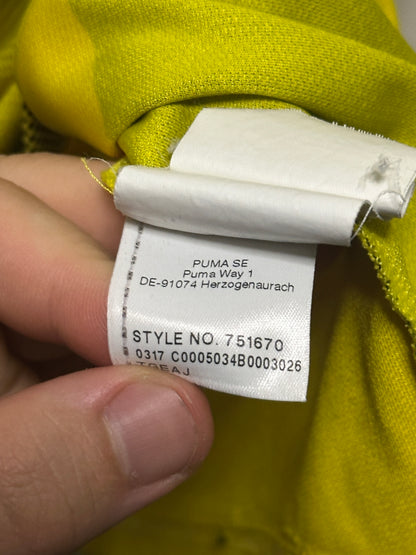 PUMA SE
Puma Way 1
DE-91074 Herzogenaurach
STYLE NO. 751670
0317 C0005034B0003026